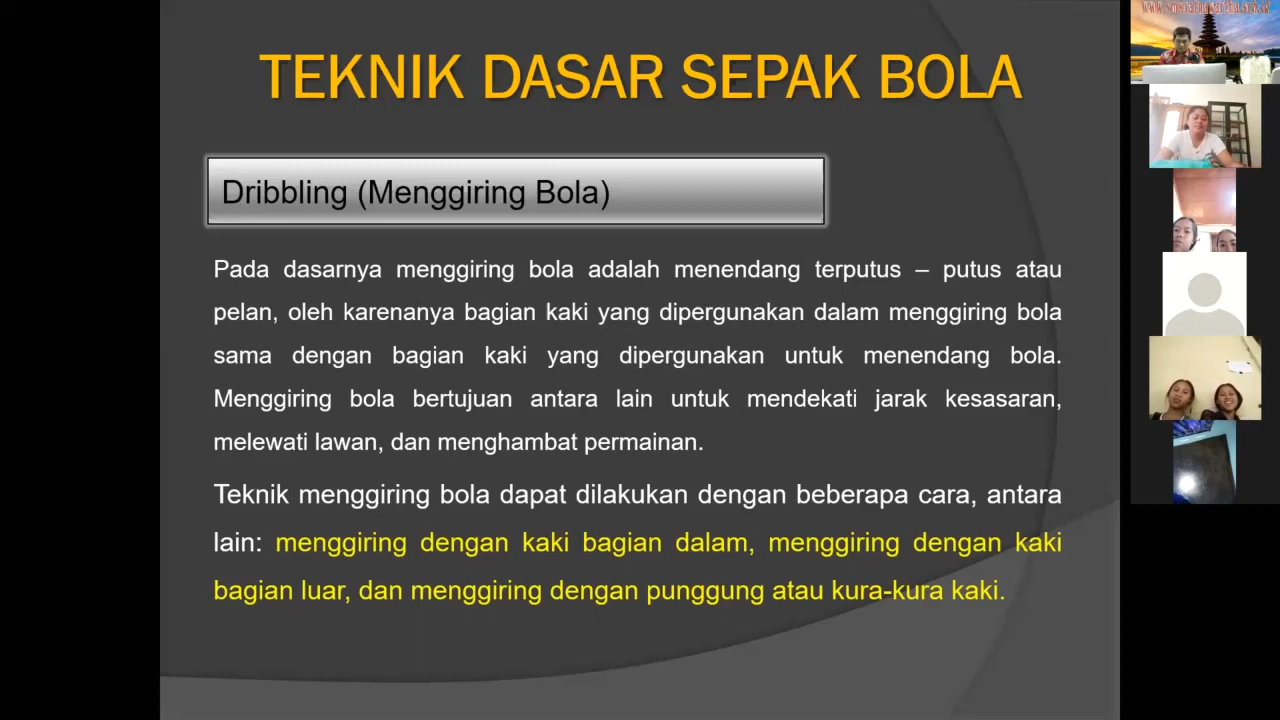 TEKNIK DASAR SEPAK BOLA
Dribbling (Menggiring Bola)
Pada dasarnya menggiring bola adalah menendang terputus – putus atau
pelan, oleh karenanya bagian kaki yang dipergunakan dalam menggiring bola
sama dengan bagian kaki yang dipergunakan untuk menendang bola.
Menggiring bola bertujuan antara lain untuk mendekati jarak kesasaran,
melewati lawan, dan menghambat permainan.
Teknik menggiring bola dapat dilakukan dengan beberapa cara, antara
lain: menggiring dengan kaki bagian dalam, menggiring dengan kaki
bagian luar, dan menggiring dengan punggung atau kura-kura kaki.